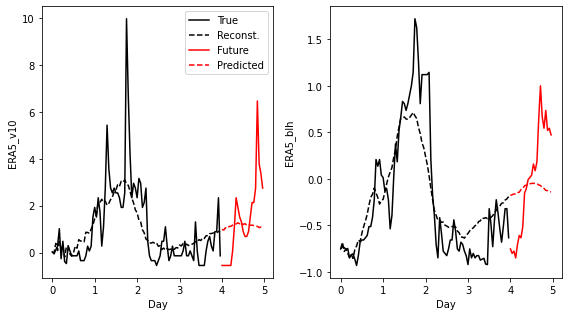 True
Reconst.
Future
Predicted
ERA5_v10
10
8
6
4
2
0
0 1 2 3 4 5
Day
ERA5_blh
1.5
1.0
0.5
0.0
−0.5
−1.0
0 1 2 3 4 5
Day